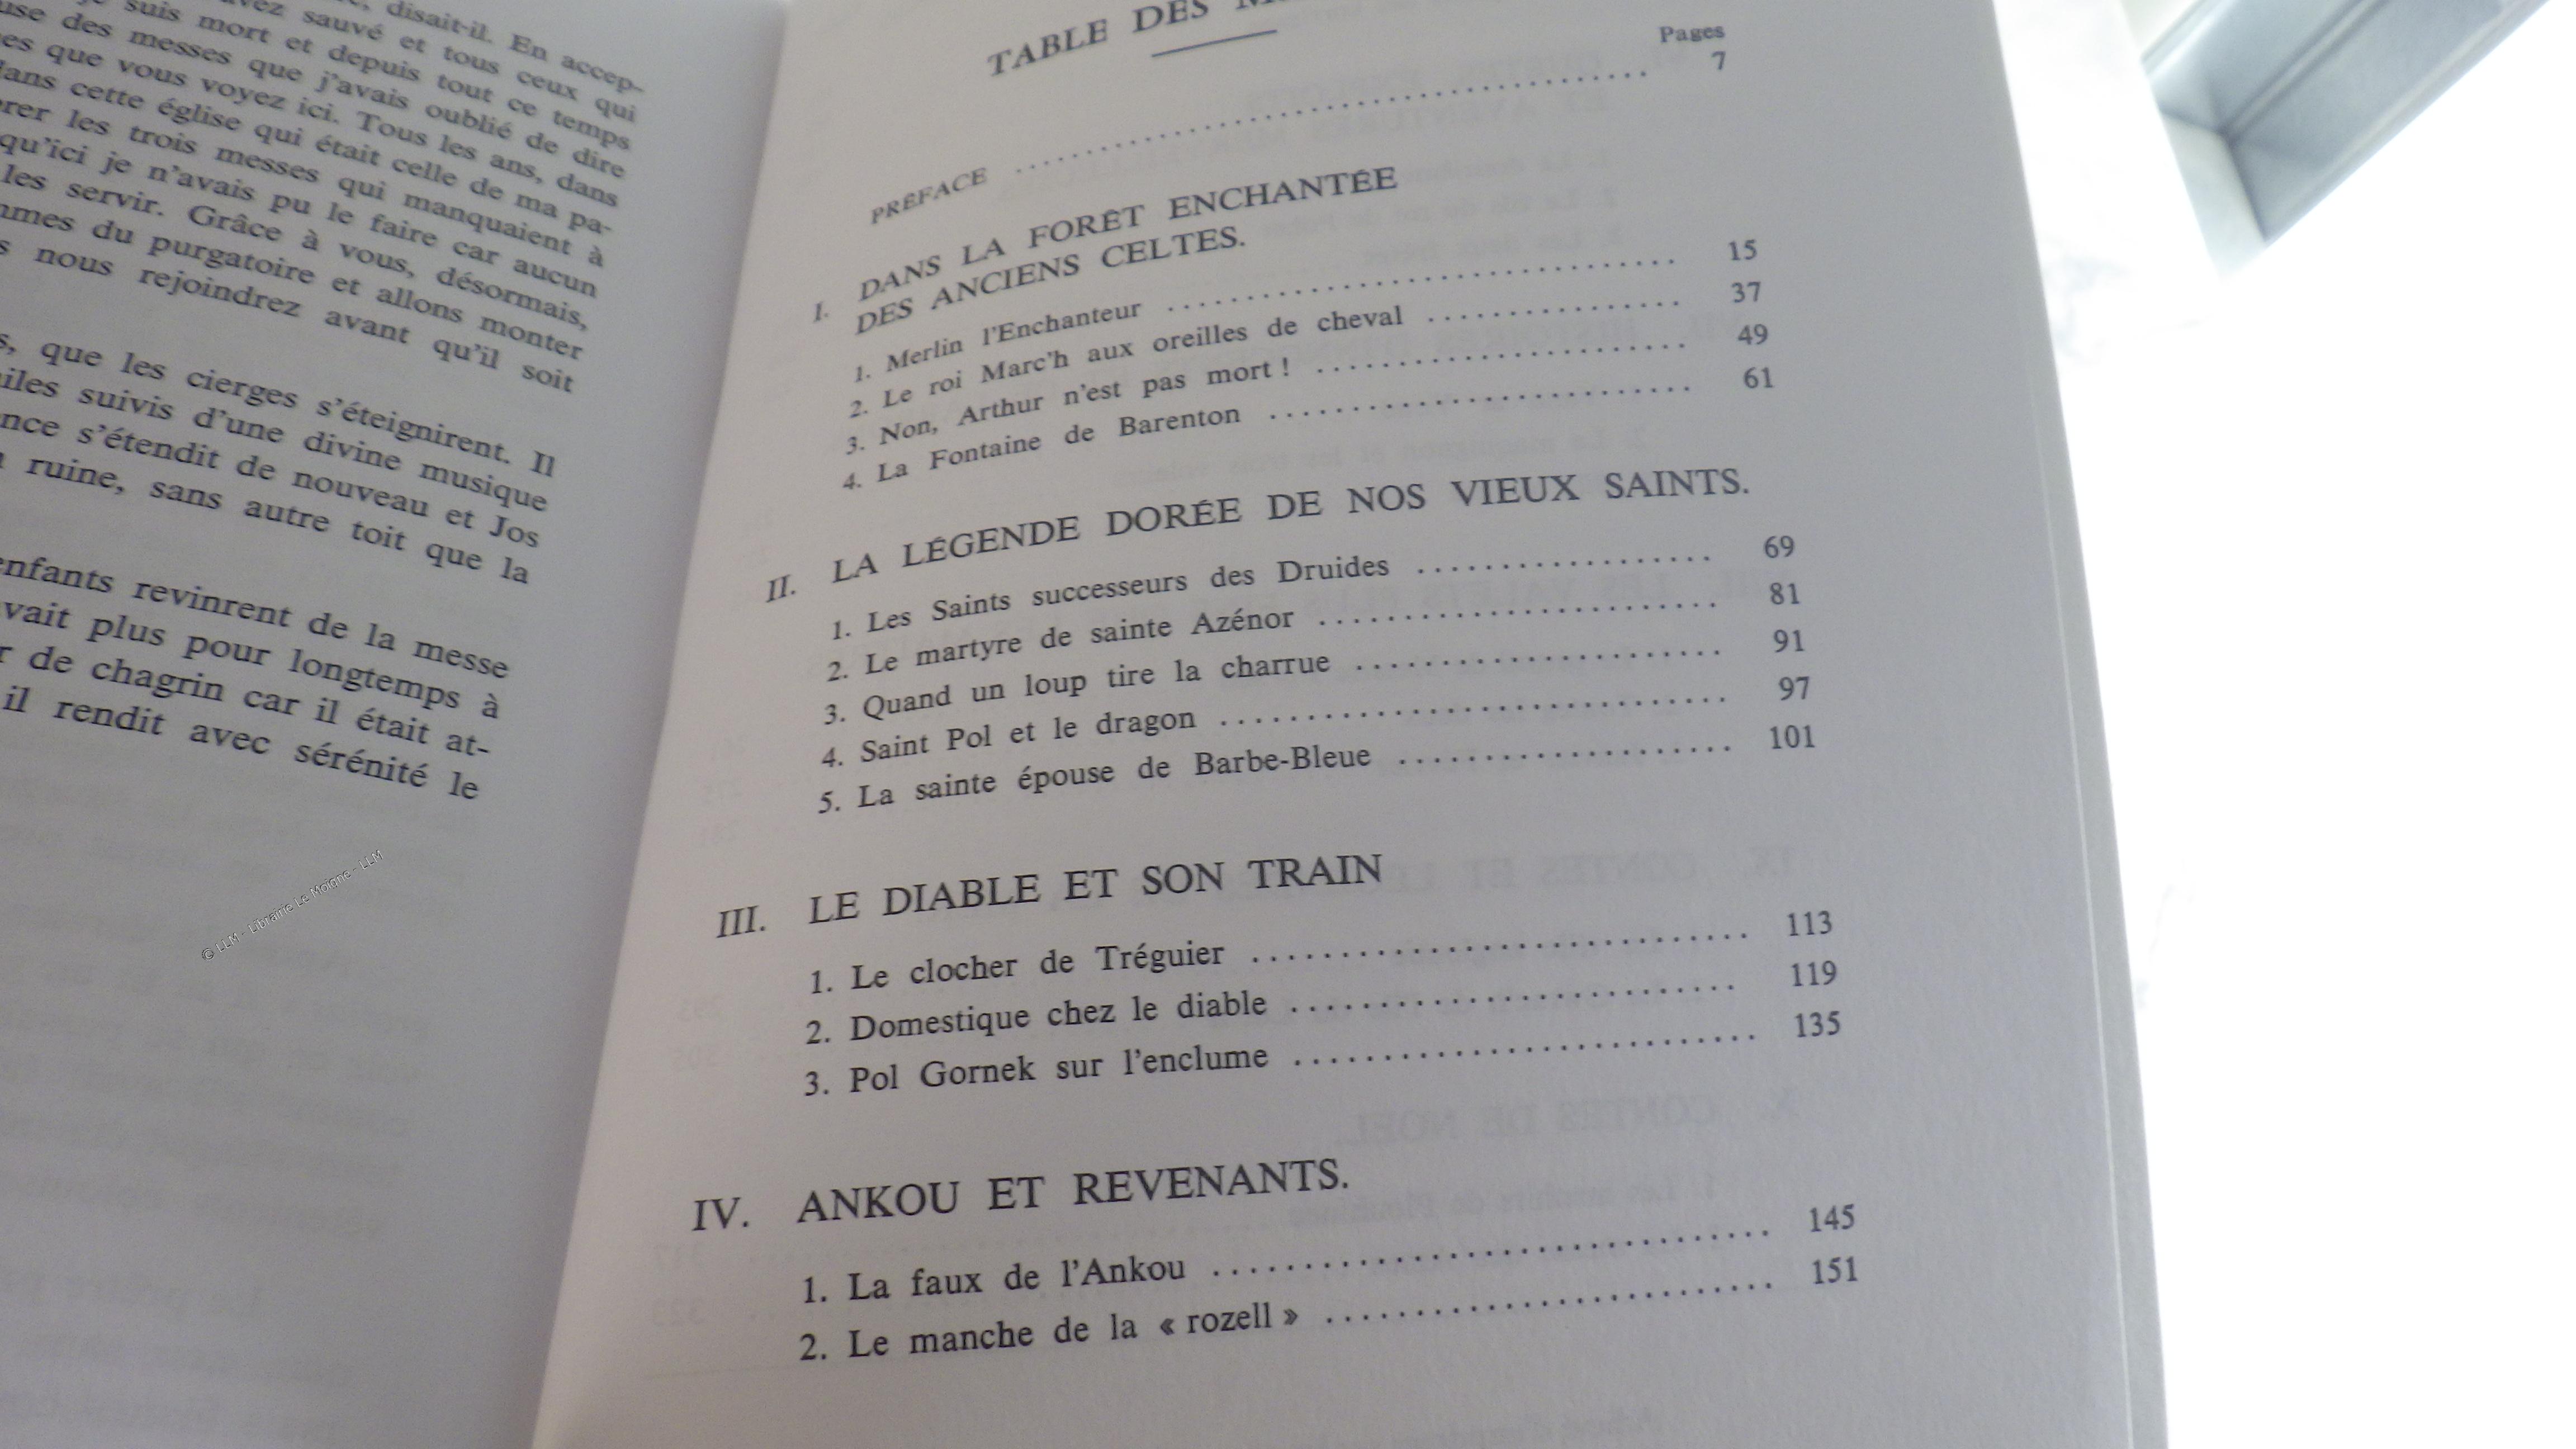 disait-il. En accep-
vez sauvé et tous ceux qui
suis mort et depuis tout ce temps
use des messes que j'avais oublié de dire
es que vous voyez ici. Tous les ans, dans
dans cette église qui était celle de ma pa-
rer les trois messes qui manquaient à
qu'ici je n'avais pu le faire car aucun
les servir. Grâce à vous, désormais,
mes du purgatoire et allons monter
s nous rejoindrez avant qu'il soit
s, que les cierges s'éteignirent. Il
iles suivis d'une divine musique
nce s'étendit de nouveau et Jos
ruine, sans autre toit que la
enfants revinrent de la messe
vait plus pour longtemps à
r de chagrin car il était at-
il rendit avec sérénité le
© LLM - Librairie Le Moigne - LLM
TABLE DES M
Pages
PRÉFACE ........ 7
I. DANS LA FORÊT ENCHANTÉE
DES ANCIENS CELTES.
1. Merlin l'Enchanteur ........ 15
2. Le roi Marc'h aux oreilles de cheval ........ 37
3. Non, Arthur n'est pas mort ! ........ 49
4. La Fontaine de Barenton ........ 61
II. LA LÉGENDE DORÉE DE NOS VIEUX SAINTS.
1. Les Saints successeurs des Druides ........ 69
2. Le martyre de sainte Azénor ........ 81
3. Quand un loup tire la charrue ........ 91
4. Saint Pol et le dragon ........ 97
5. La sainte épouse de Barbe-Bleue ........ 101
III. LE DIABLE ET SON TRAIN
1. Le clocher de Tréguier ........ 113
2. Domestique chez le diable ........ 119
3. Pol Gornek sur l'enclume ........ 135
IV. ANKOU ET REVENANTS.
1. La faux de l'Ankou ........ 145
2. Le manche de la « rozell » ........ 151